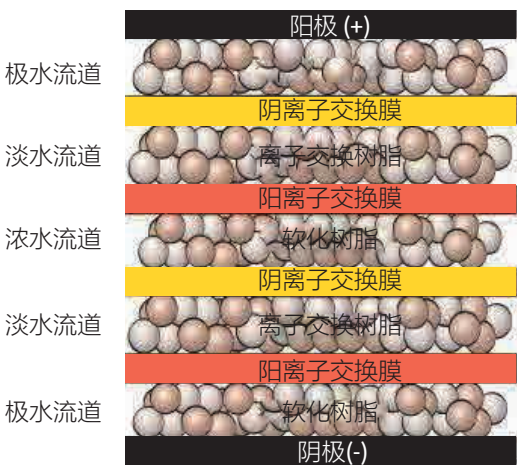 阳极 (+)
极水流道
阴离子交换膜
淡水流道
离子交换树脂
阳离子交换膜
浓水流道
软化树脂
阴离子交换膜
淡水流道
离子交换树脂
阳离子交换膜
极水流道
软化树脂
阴极(-)